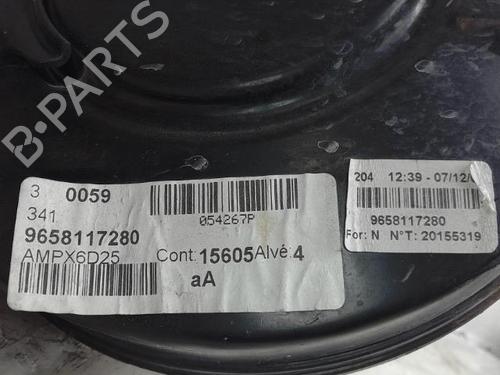 B-PARTS
3 0059
341
054267P
9658117280
AMPX6D25 Cont: 15605 Alvé: 4
aA
204 12:39 - 07/12/
9658117280
For: N N°T: 20155319